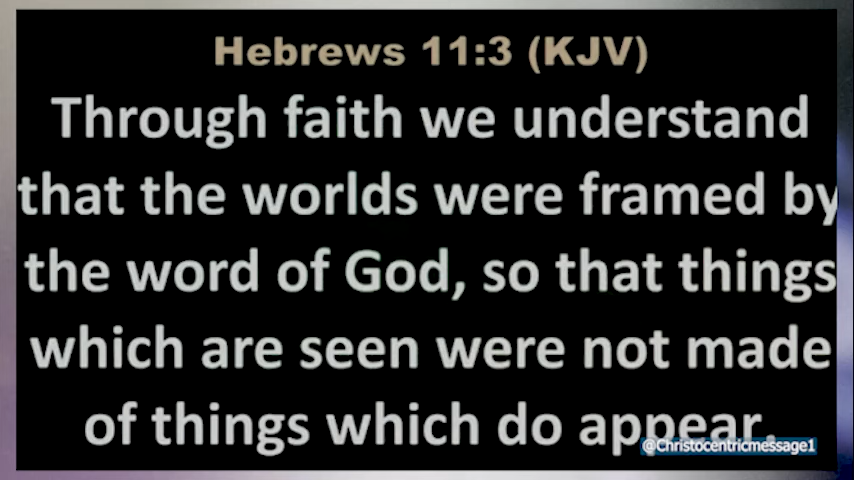 Hebrews 11:3 (KJV)
Through faith we understand
that the worlds were framed by
the word of God, so that things
which are seen were not made
of things which do appear.
@Christocentricmessage1